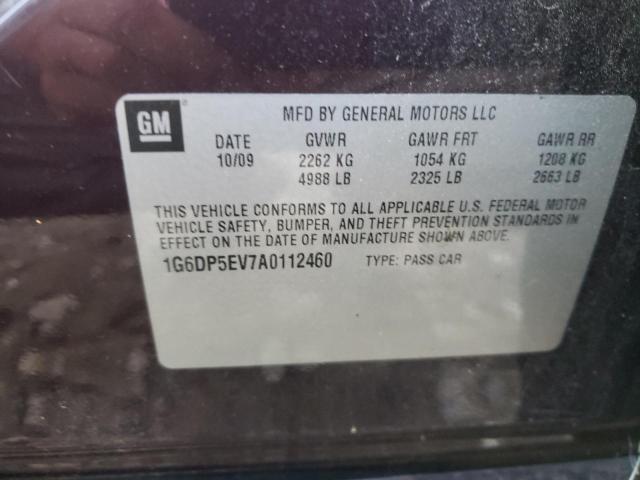 GM
MFD BY GENERAL MOTORS LLC
DATE GVWR GAWR FRT GAWR RR
10/09 2262 KG 1054 KG 1208 KG
4988 LB 2325 LB 2663 LB
THIS VEHICLE CONFORMS TO ALL APPLICABLE U.S. FEDERAL MOTOR
VEHICLE SAFETY, BUMPER, AND THEFT PREVENTION STANDARDS IN
EFFECT ON THE DATE OF MANUFACTURE SHOWN ABOVE.
1G6DP5EV7A0112460 TYPE: PASS CAR